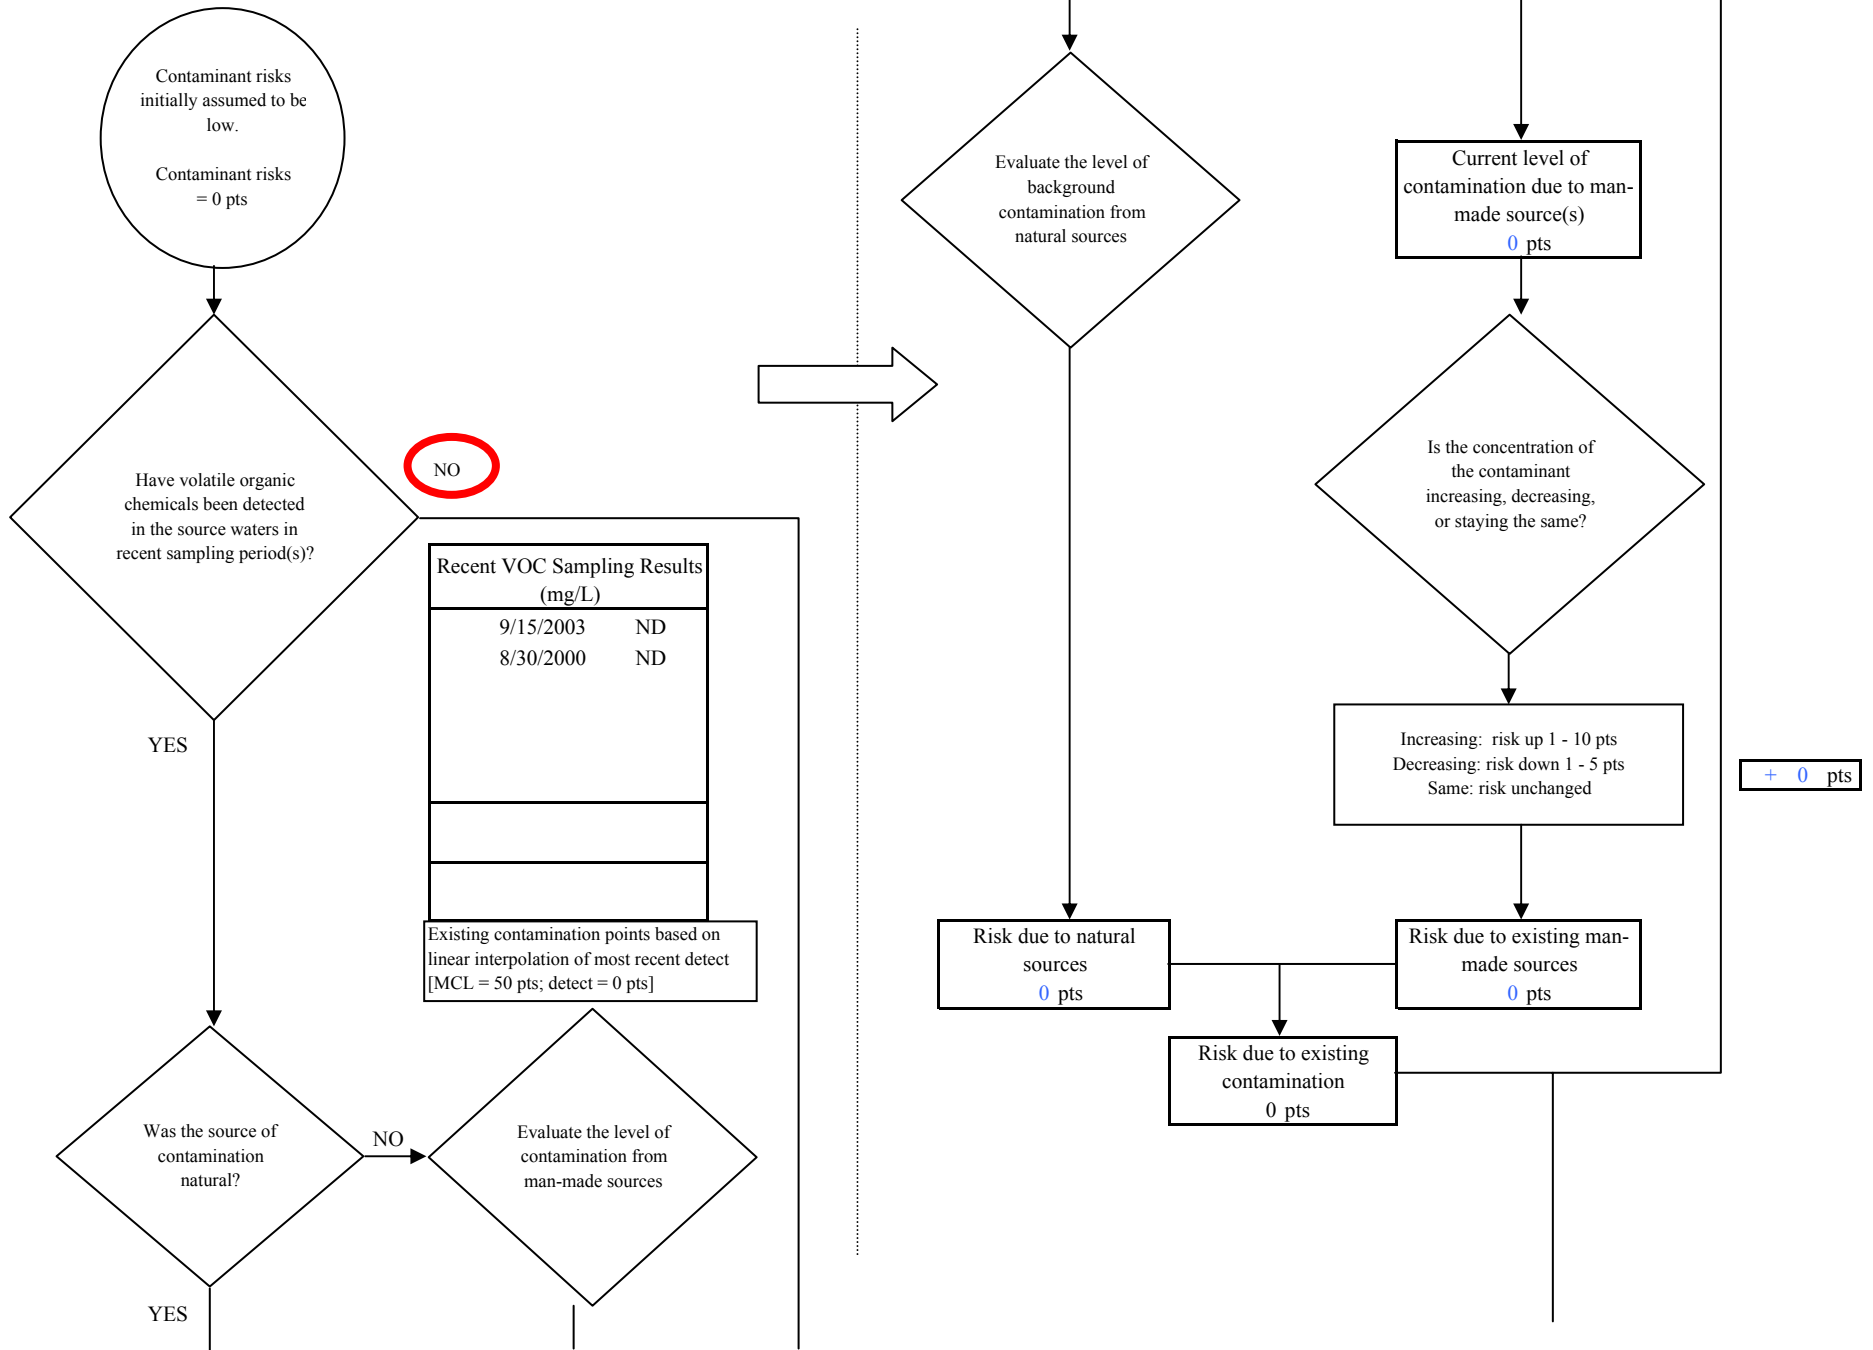 Contaminant risks
initially assumed to be
low.
Contaminant risks
= 0 pts
Have volatile organic
chemicals been detected
in the source waters in
recent sampling period(s)?
NO
YES
Recent VOC Sampling Results
(mg/L)
9/15/2003 ND
8/30/2000 ND
Existing contamination points based on
linear interpolation of most recent detect
[MCL = 50 pts; detect = 0 pts]
Was the source of
contamination
natural?
NO
YES
Evaluate the level of
contamination from
man-made sources
Evaluate the level of
background
contamination from
natural sources
Current level of
contamination due to man-
made source(s)
0 pts
Is the concentration of
the contaminant
increasing, decreasing,
or staying the same?
Increasing: risk up 1 - 10 pts
Decreasing: risk down 1 - 5 pts
Same: risk unchanged
+ 0 pts
Risk due to natural
sources
0 pts
Risk due to existing man-
made sources
0 pts
Risk due to existing
contamination
0 pts